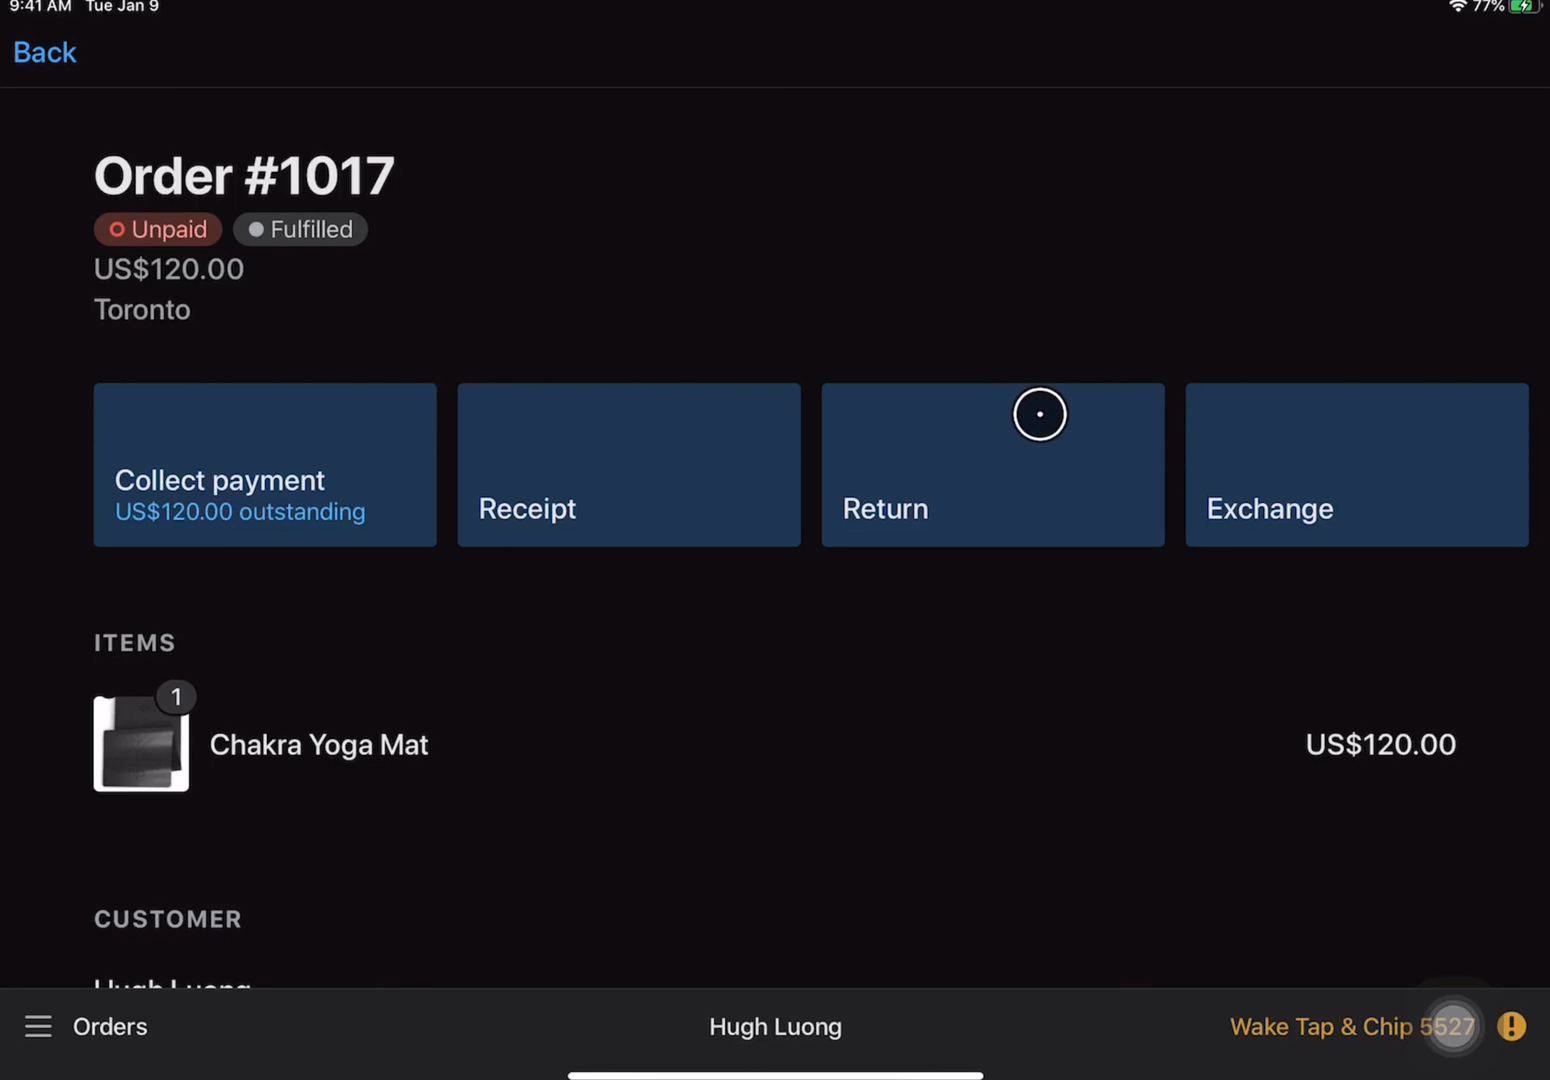 9:41 AM Tue Jan 9
77%
Back
Order #1017
Unpaid
Fulfilled
US$120.00
Toronto
Collect payment
US$120.00 outstanding
Receipt
Return
Exchange
ITEMS
1
Chakra Yoga Mat
US$120.00
CUSTOMER
Hugh Luong
Orders
Hugh Luong
Wake Tap & Chip 5527